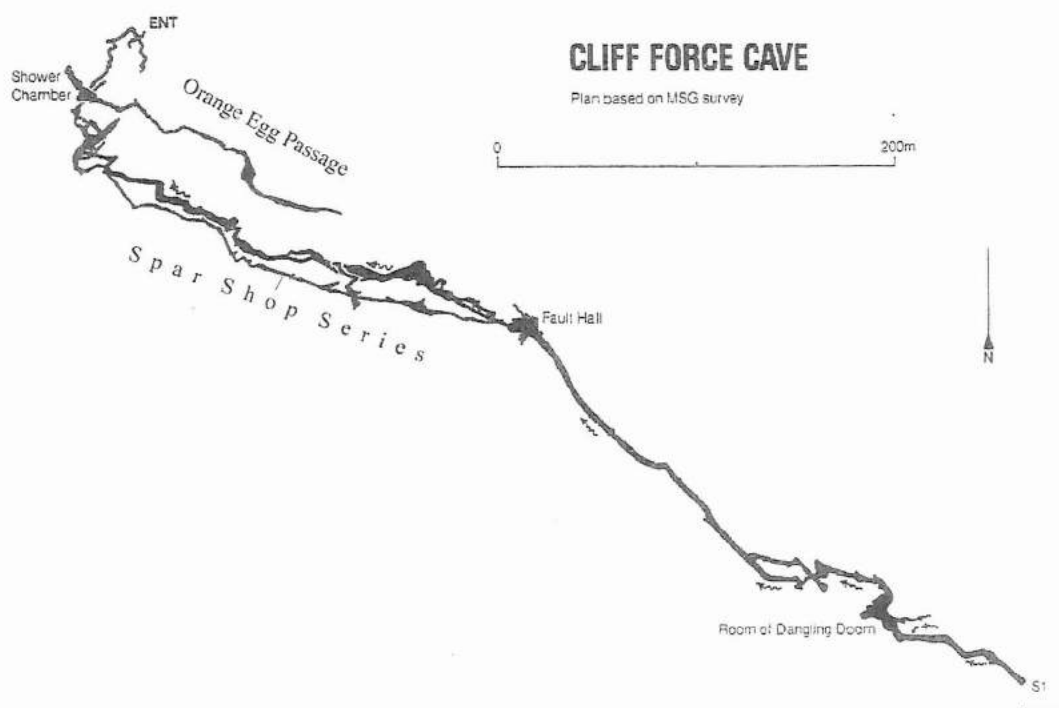 ENT
CLIFF FORCE CAVE
Plan based on MSG survey
Shower
Chamber
Orange Egg Passage
0
200m
Spar Shop Series
Fault Hall
N
Room of Dangling Doom
S1